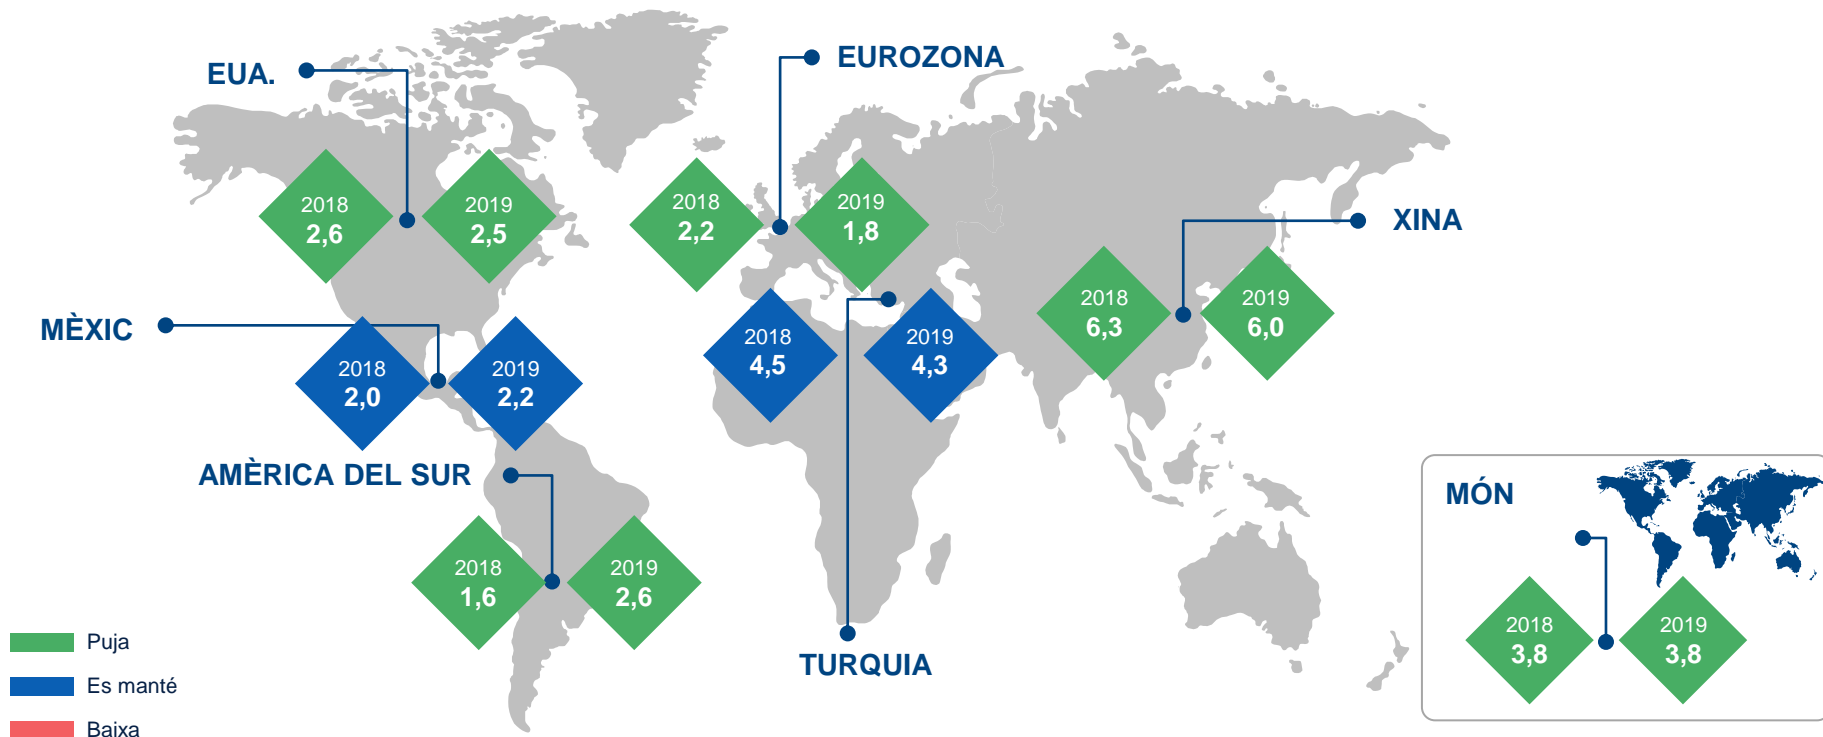 EUA.
2018
2,6
2019
2,5
EUROZONA
2018
2,2
2019
1,8
XINA
2018
6,3
2019
6,0
MÈXIC
2018
2,0
2019
2,2
2018
4,5
2019
4,3
TURQUIA
AMÈRICA DEL SUR
2018
1,6
2019
2,6
MÓN
2018
3,8
2019
3,8
Puja
Es manté
Baixa